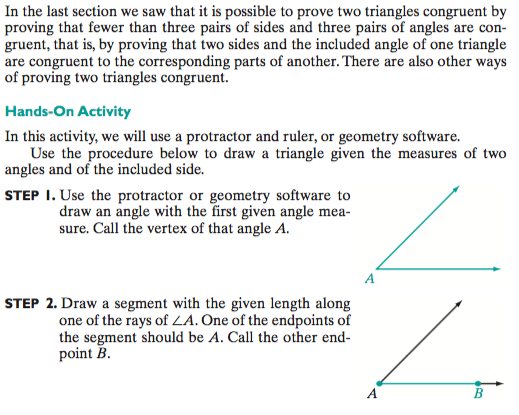 In the last section we saw that it is possible to prove two triangles congruent by
proving that fewer than three pairs of sides and three pairs of angles are con-
gruent, that is, by proving that two sides and the included angle of one triangle
are congruent to the corresponding parts of another. There are also other ways
of proving two triangles congruent.
Hands-On Activity
In this activity, we will use a protractor and ruler, or geometry software.
Use the procedure below to draw a triangle given the measures of two
angles and of the included side.
STEP 1. Use the protractor or geometry software to
draw an angle with the first given angle mea-
sure. Call the vertex of that angle A.
A
STEP 2. Draw a segment with the given length along
one of the rays of ∠A. One of the endpoints of
the segment should be A. Call the other end-
point B.
A B